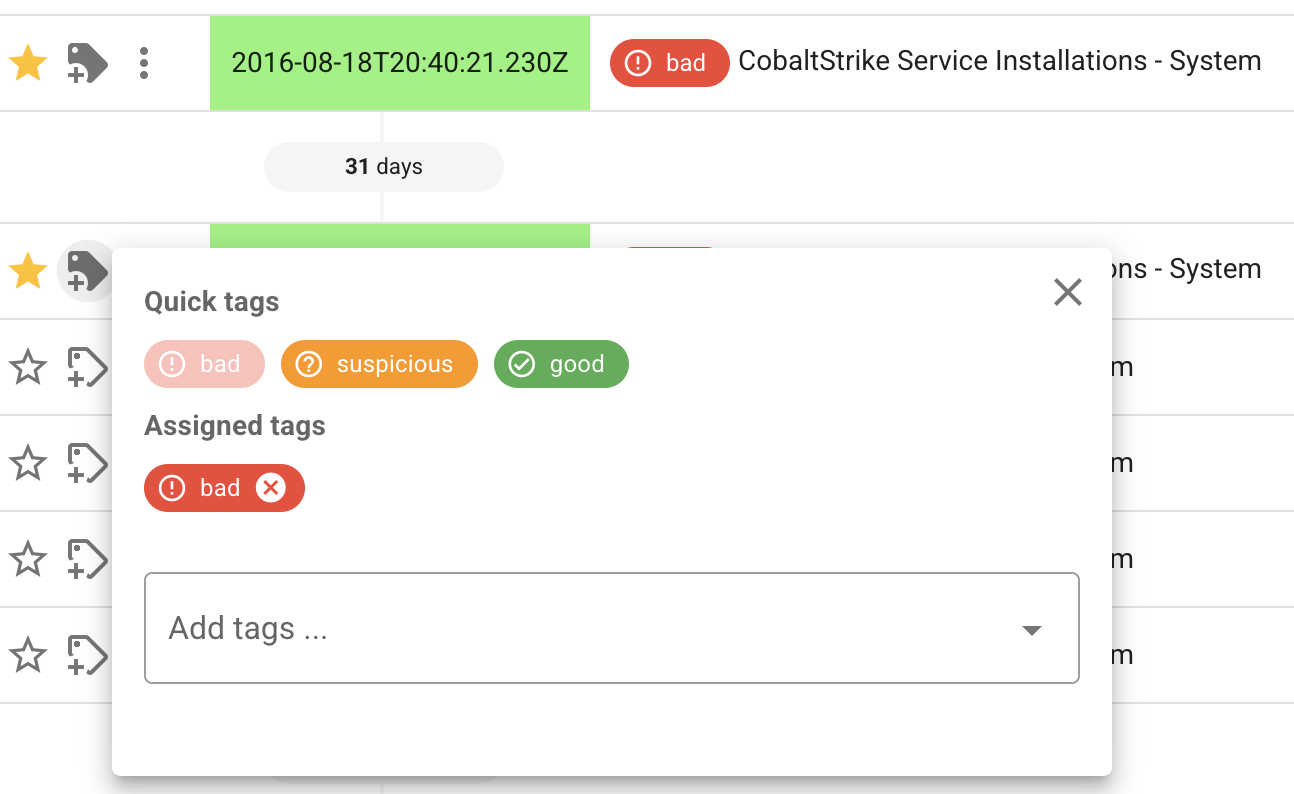 2016-08-18T20:40:21.230Z bad CobaltStrike Service Installations - System
31 days
ons - System
Quick tags
bad suspicious good
m
Assigned tags
m
bad
m
Add tags ...
m